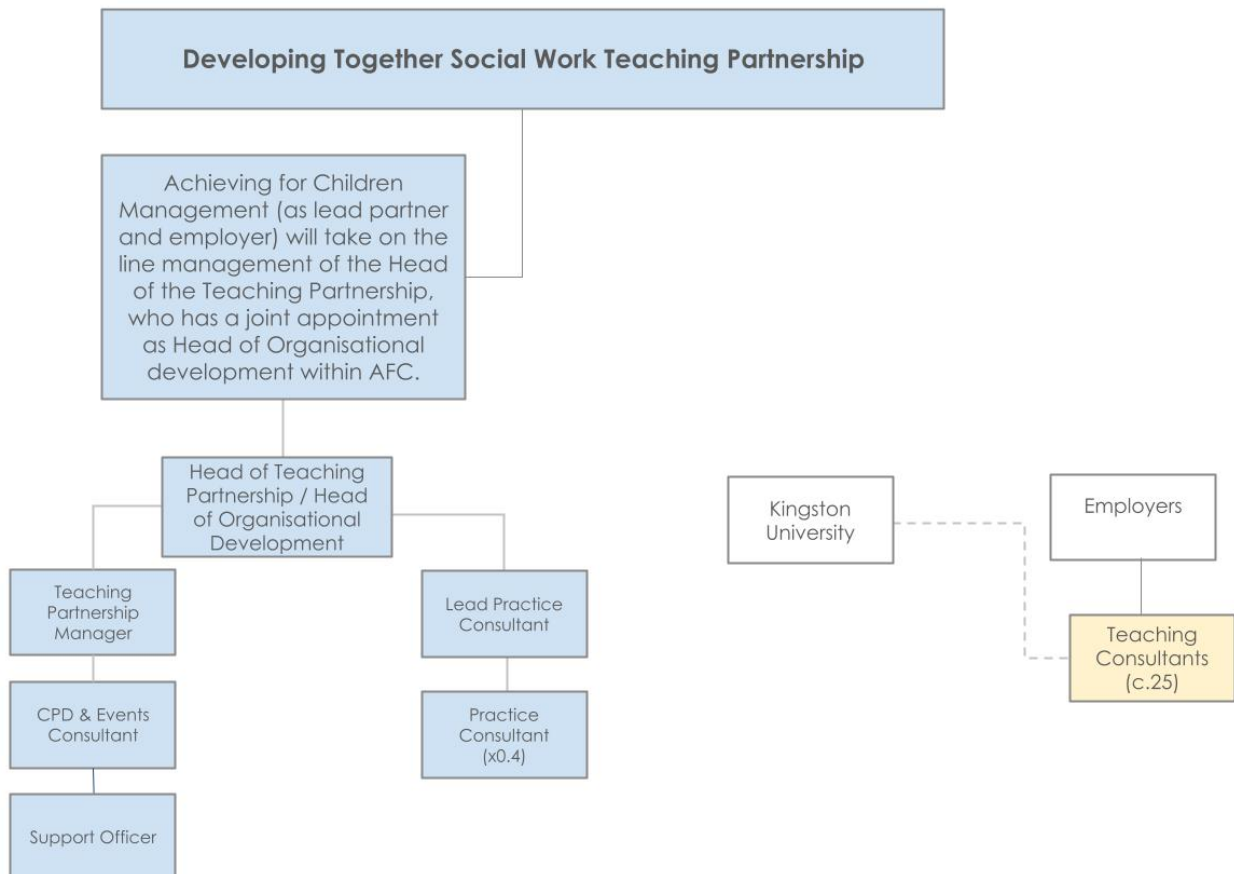 Developing Together Social Work Teaching Partnership
Achieving for Children
Management (as lead partner
and employer) will take on the
line management of the Head
of the Teaching Partnership,
who has a joint appointment
as Head of Organisational
development within AFC.
Head of Teaching
Partnership / Head
of Organisational
Development
Teaching
Partnership
Manager
CPD & Events
Consultant
Support Officer
Lead Practice
Consultant
Practice
Consultant
(x0.4)
Kingston
University
Employers
Teaching
Consultants
(c.25)